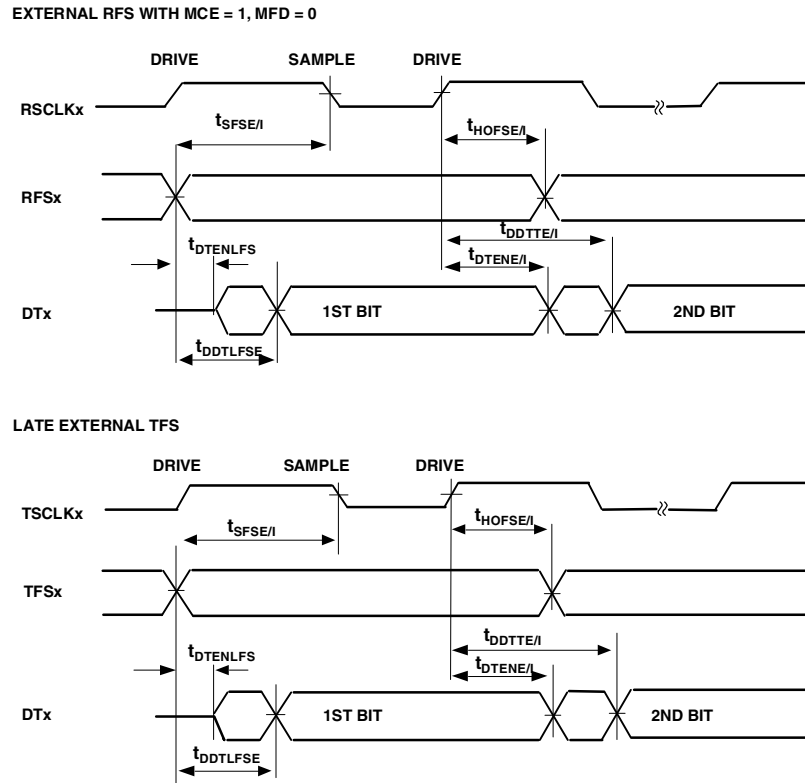 EXTERNAL RFS WITH MCE = 1, MFD = 0
DRIVE SAMPLE DRIVE
RSCLKx
tSFSE/I
tHOFSE/I
RFSx
tDDTTE/I
tDTENLFS
tDTENE/I
DTx
1ST BIT
2ND BIT
tDDTLFSE
LATE EXTERNAL TFS
DRIVE SAMPLE DRIVE
TSCLKx
tSFSE/I
tHOFSE/I
TFSx
tDDTTE/I
tDTENLFS
tDTENE/I
DTx
1ST BIT
2ND BIT
tDDTLFSE